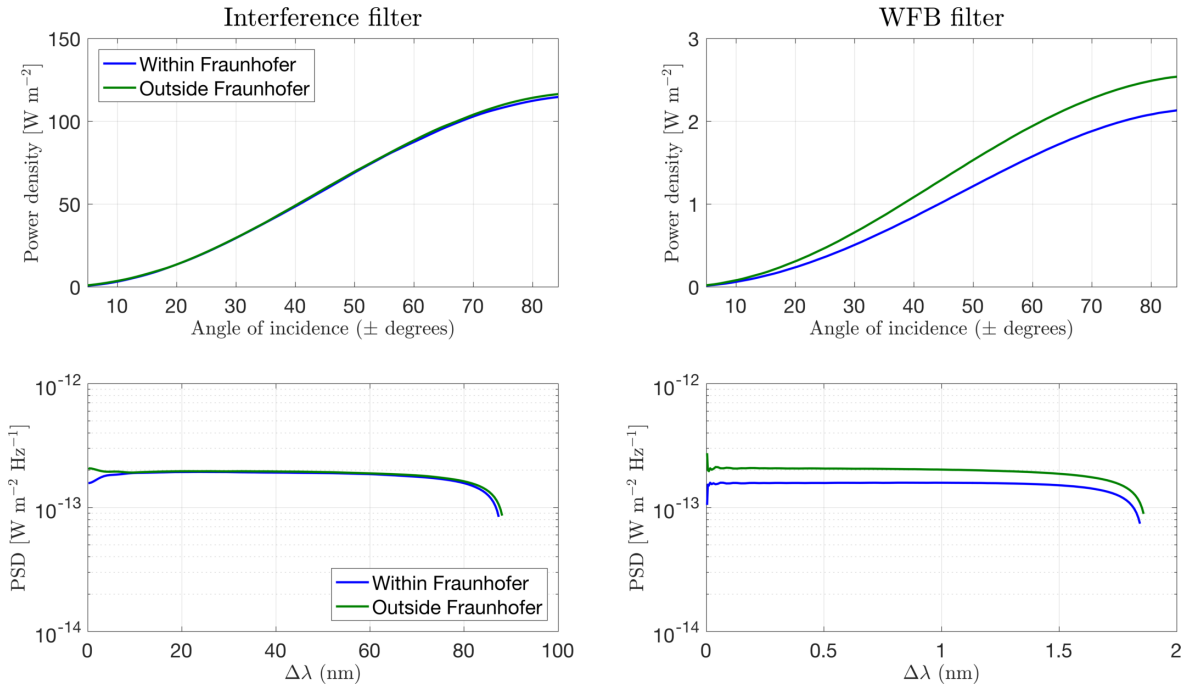 Interference filter
Power density [W m⁻²]
150
100
50
0
Within Fraunhofer
Outside Fraunhofer
10 20 30 40 50 60 70 80
Angle of incidence (± degrees)
WFB filter
Power density [W m⁻²]
3
2
1
0
10 20 30 40 50 60 70 80
Angle of incidence (± degrees)
PSD [W m⁻² Hz⁻¹]
10⁻¹²
10⁻¹³
10⁻¹⁴
Within Fraunhofer
Outside Fraunhofer
0 20 40 60 80 100
Δλ (nm)
PSD [W m⁻² Hz⁻¹]
10⁻¹²
10⁻¹³
10⁻¹⁴
0 0.5 1 1.5 2
Δλ (nm)